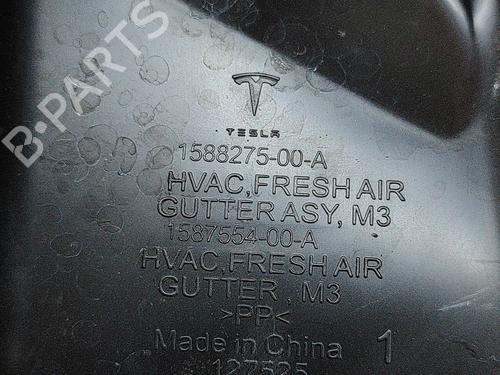 B-PARTS
TESLA
1588275-00-A
HVAC,FRESH AIR
GUTTER ASY, M3
1587554-00-A
HVAC,FRESH AIR
GUTTER , M3
>PP<
Made in China 1
127525